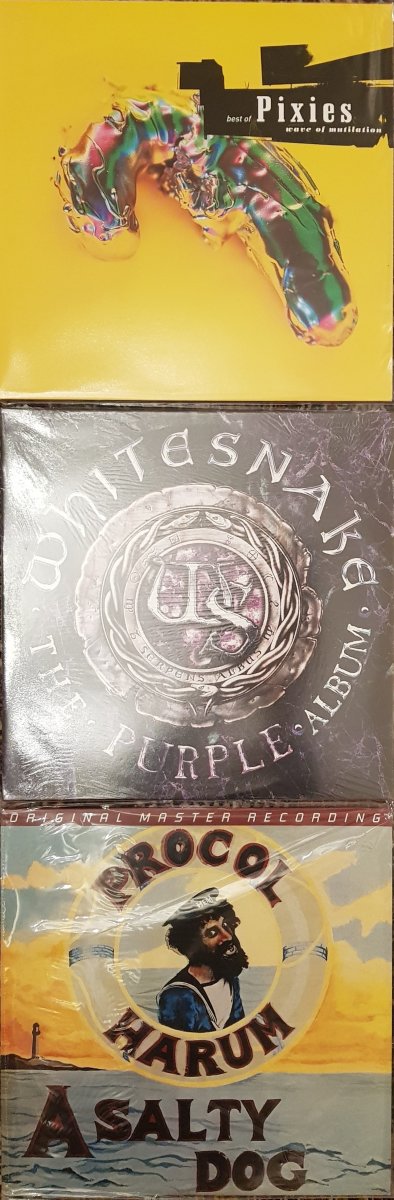 best of Pixies
wave of mutilation
WHITESNAKE
THE · PURPLE · ALBUM
WS
SERPENS ALBUS
ORIGINAL MASTER RECORDING
PROCOL
HARUM
A SALTY
DOG